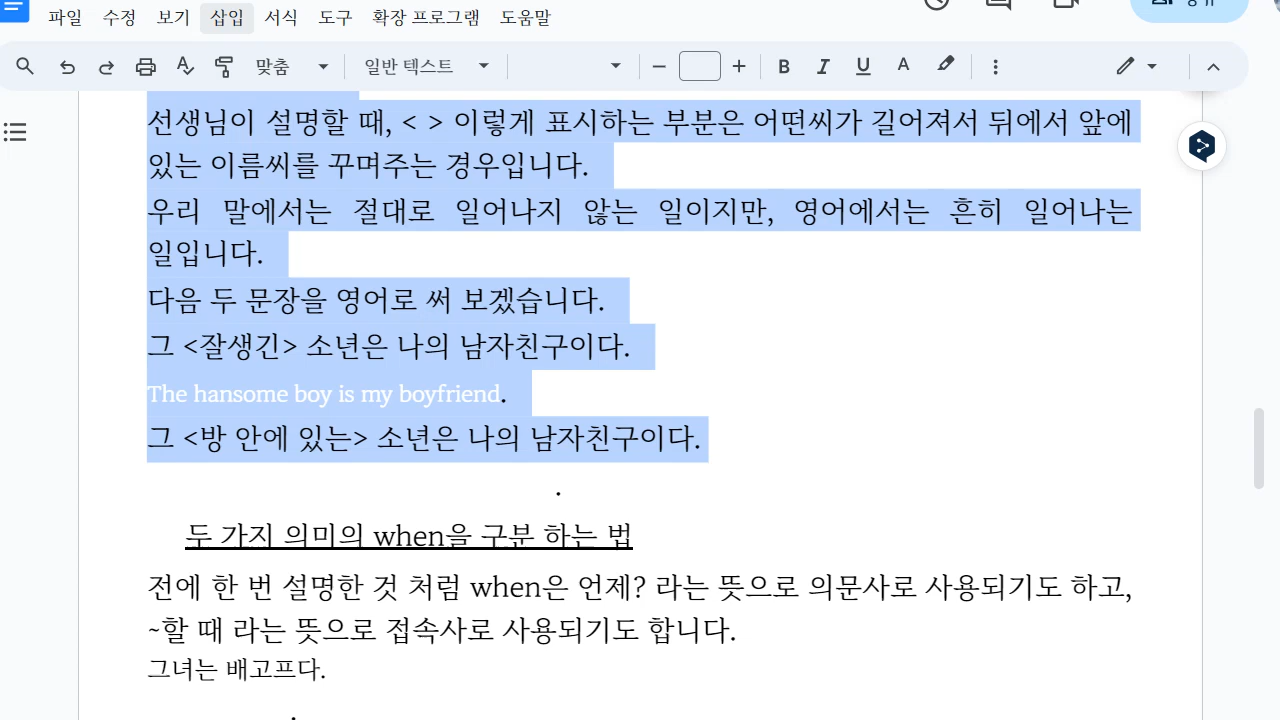 파일 수정 보기 삽입 서식 도구 확장 프로그램 도움말
맞춤 일반 텍스트 B I U A
선생님이 설명할 때, < > 이렇게 표시하는 부분은 어떤씨가 길어져서 뒤에서 앞에
있는 이름씨를 꾸며주는 경우입니다.
우리 말에서는 절대로 일어나지 않는 일이지만, 영어에서는 흔히 일어나는
일입니다.
다음 두 문장을 영어로 써 보겠습니다.
그 <잘생긴> 소년은 나의 남자친구이다.
The hansome boy is my boyfriend.
그 <방 안에 있는> 소년은 나의 남자친구이다.
.
두 가지 의미의 when을 구분 하는 법
전에 한 번 설명한 것 처럼 when은 언제? 라는 뜻으로 의문사로 사용되기도 하고,
~할 때 라는 뜻으로 접속사로 사용되기도 합니다.
그녀는 배고프다.